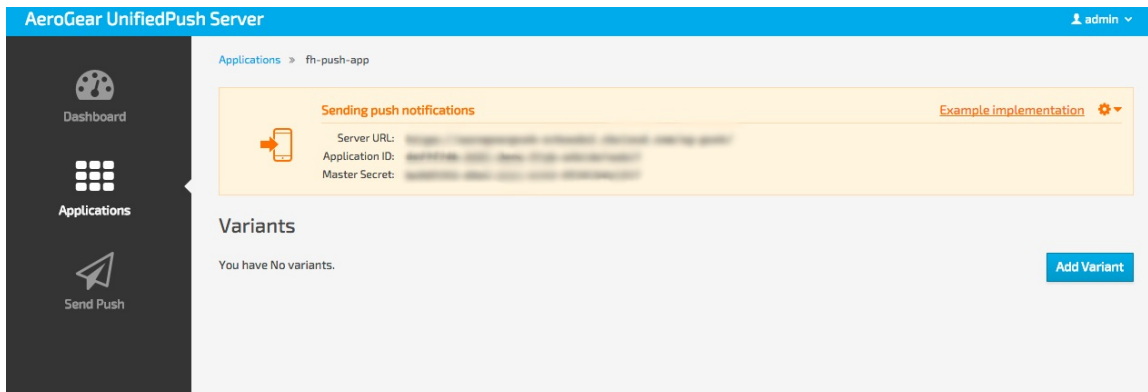 AeroGear UnifiedPush Server
admin
Applications » fh-push-app
Dashboard
Applications
Send Push
Sending push notifications
Example implementation
Server URL:
Application ID:
Master Secret:
Variants
You have No variants.
Add Variant